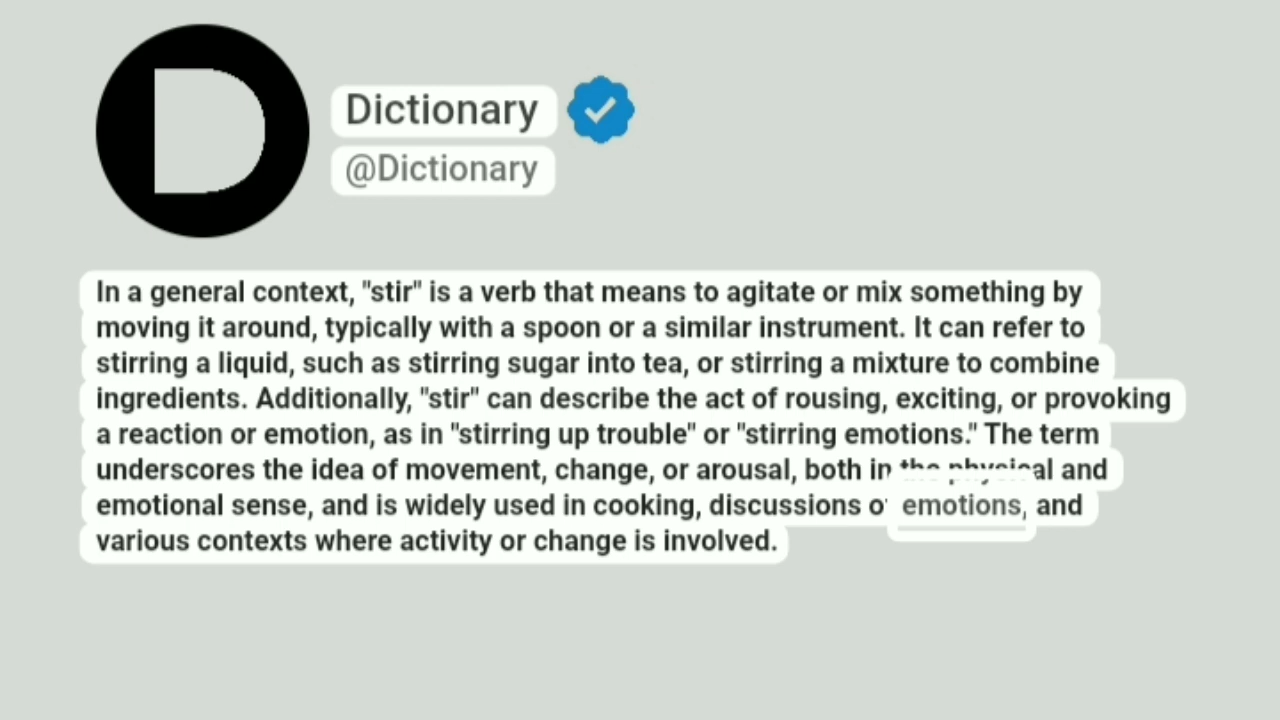 D
Dictionary
@Dictionary
In a general context, "stir" is a verb that means to agitate or mix something by
moving it around, typically with a spoon or a similar instrument. It can refer to
stirring a liquid, such as stirring sugar into tea, or stirring a mixture to combine
ingredients. Additionally, "stir" can describe the act of rousing, exciting, or provoking
a reaction or emotion, as in "stirring up trouble" or "stirring emotions." The term
underscores the idea of movement, change, or arousal, both in the physical and
emotional sense, and is widely used in cooking, discussions of emotions, and
various contexts where activity or change is involved.